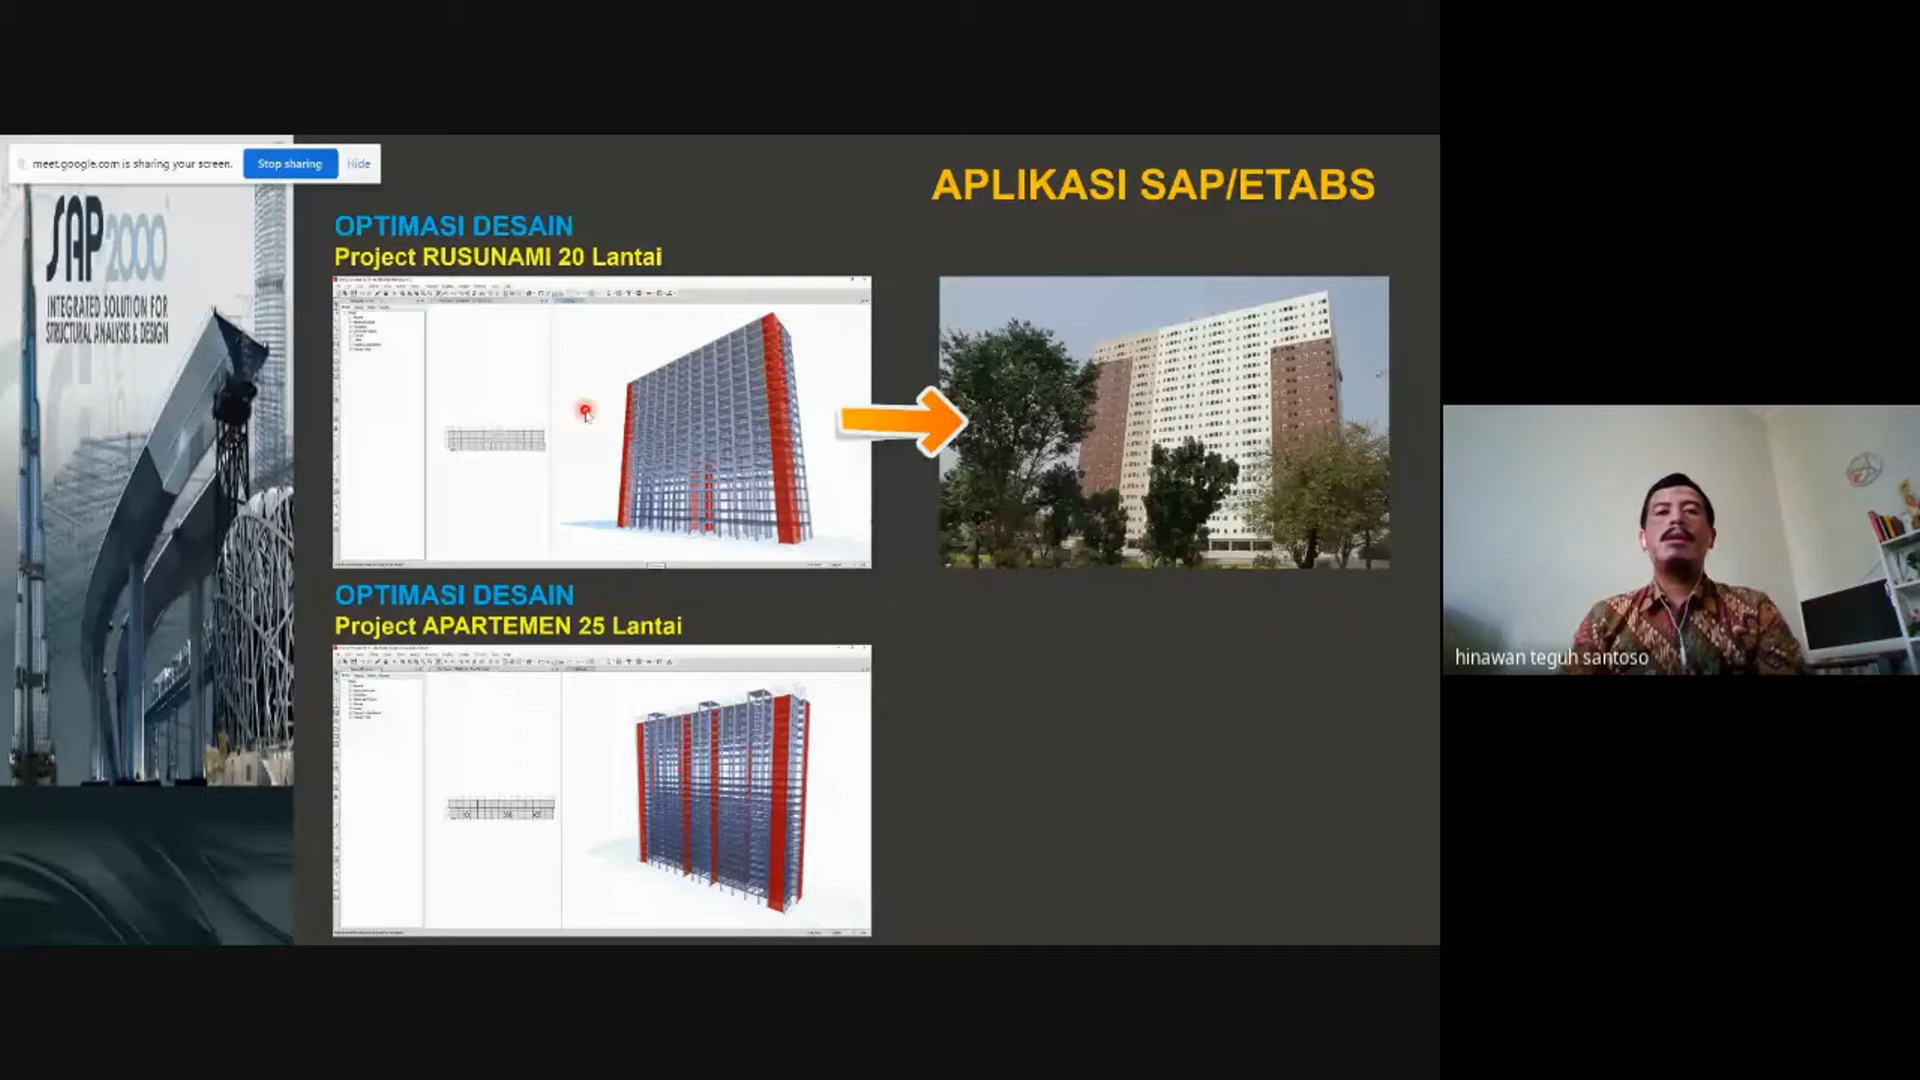 meet.google.com is sharing your screen.
Stop sharing
Hide
SAP2000
INTEGRATED SOLUTION FOR
STRUCTURAL ANALYSIS & DESIGN
APLIKASI SAP/ETABS
OPTIMASI DESAIN
Project RUSUNAMI 20 Lantai
OPTIMASI DESAIN
Project APARTEMEN 25 Lantai
hinawan teguh santoso